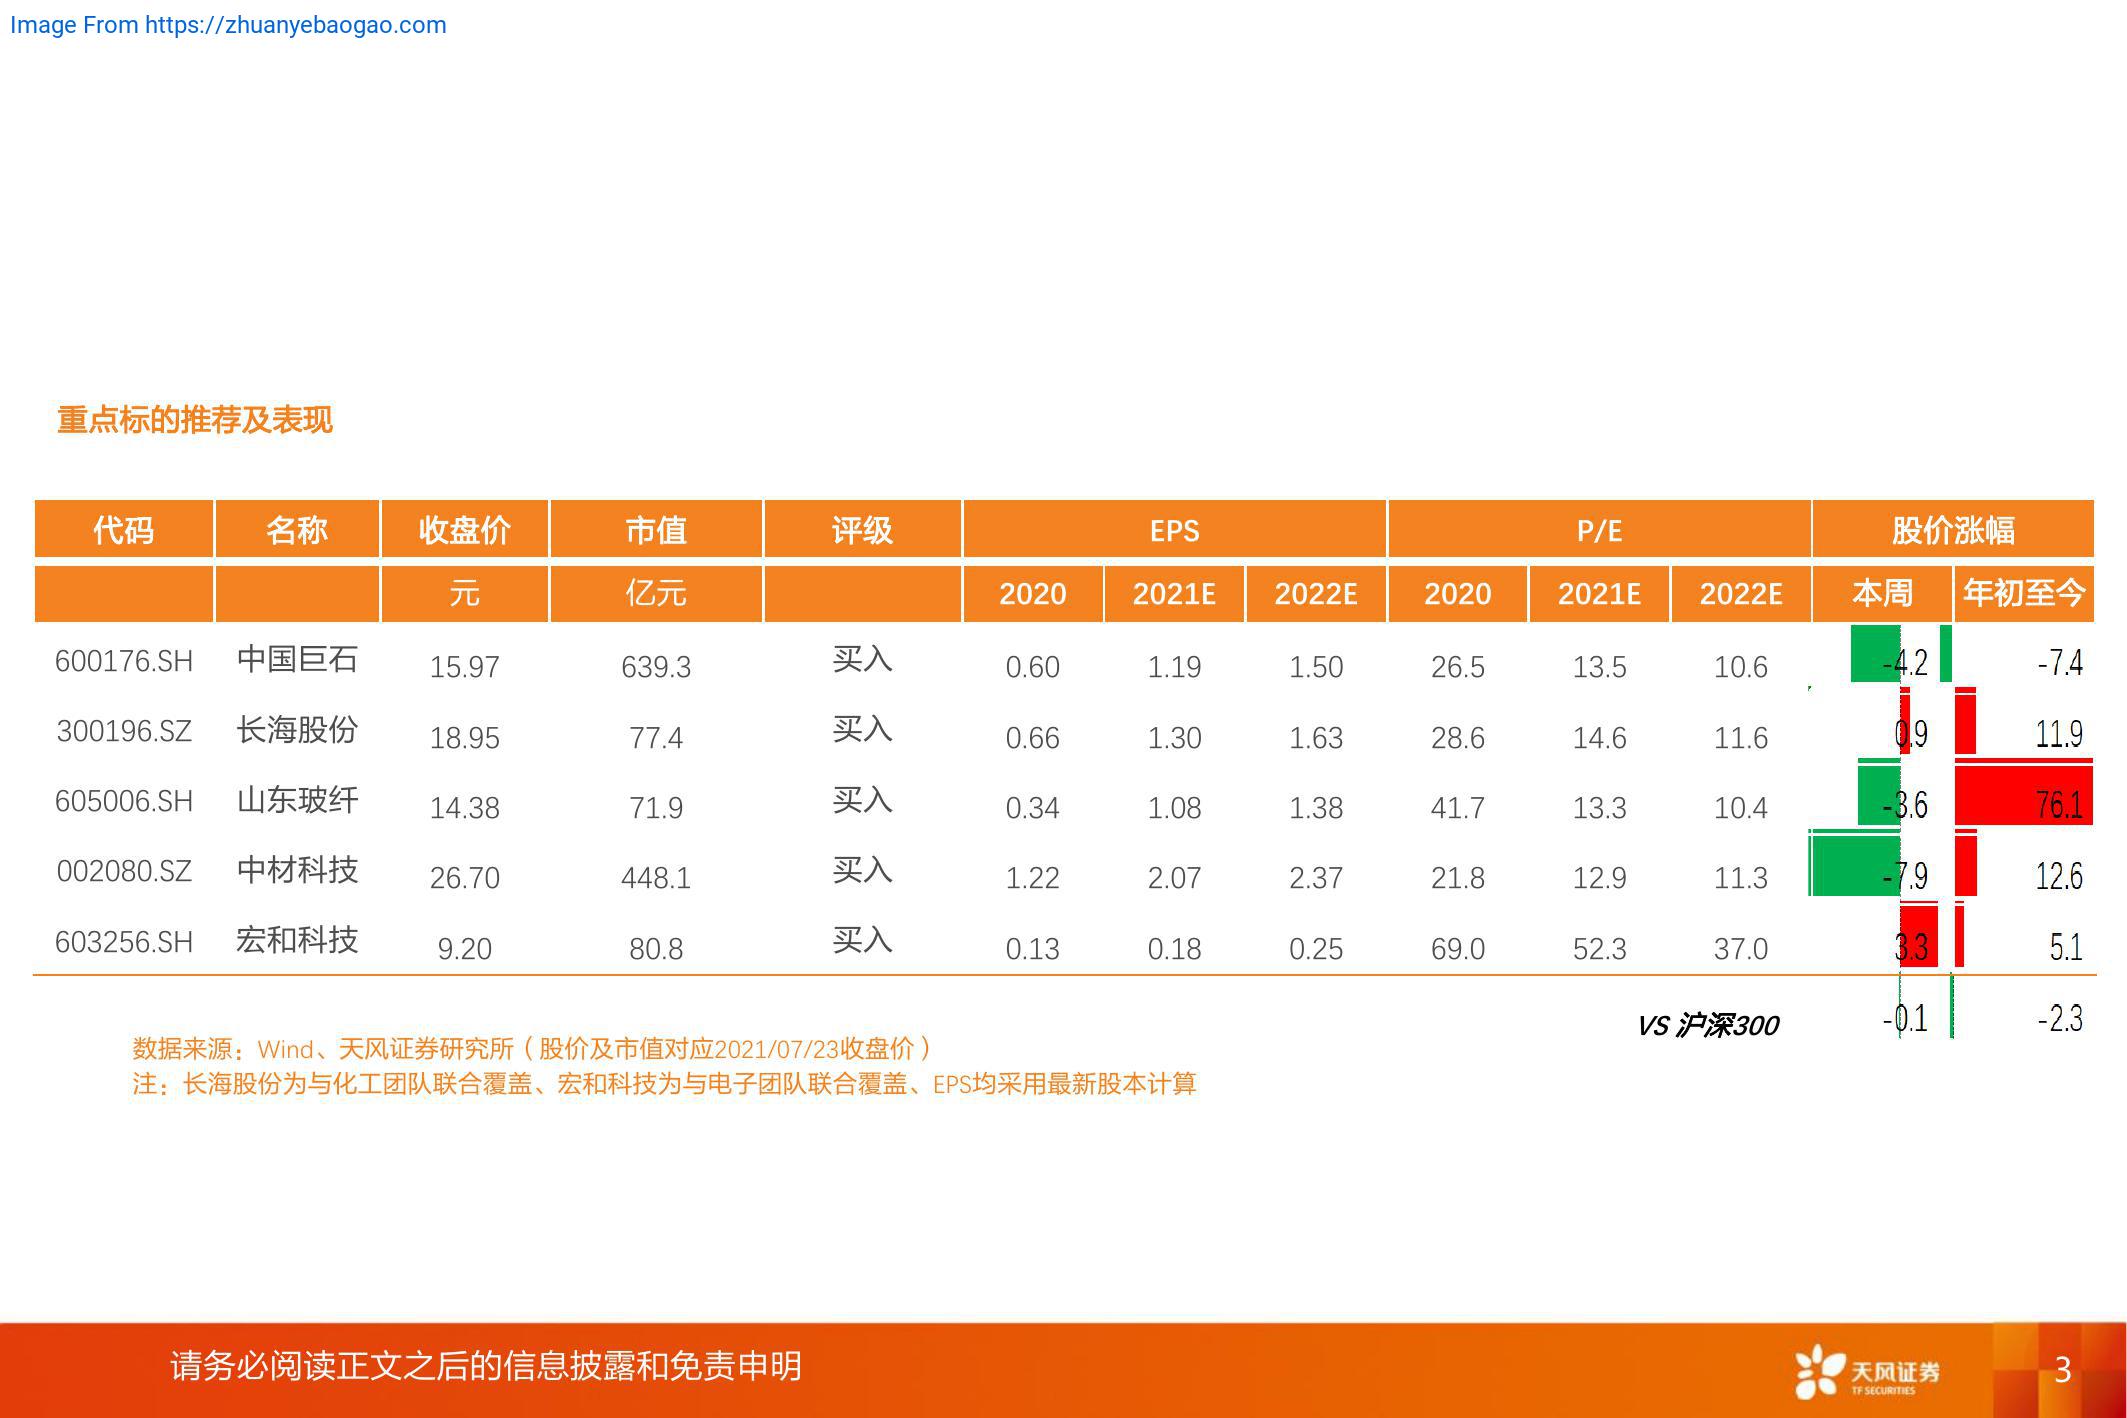 Image From https://zhuanyebaogao.com
重点标的推荐及表现
代码 名称 收盘价 市值 评级 EPS P/E 股价涨幅
元 亿元 2020 2021E 2022E 2020 2021E 2022E 本周 年初至今
600176.SH 中国巨石 15.97 639.3 买入 0.60 1.19 1.50 26.5 13.5 10.6 -4.2 -7.4
300196.SZ 长海股份 18.95 77.4 买入 0.66 1.30 1.63 28.6 14.6 11.6 0.9 11.9
605006.SH 山东玻纤 14.38 71.9 买入 0.34 1.08 1.38 41.7 13.3 10.4 -3.6 76.1
002080.SZ 中材科技 26.70 448.1 买入 1.22 2.07 2.37 21.8 12.9 11.3 -7.9 12.6
603256.SH 宏和科技 9.20 80.8 买入 0.13 0.18 0.25 69.0 52.3 37.0 3.3 5.1
VS 沪深300 -0.1 -2.3
数据来源：Wind、天风证券研究所（股价及市值对应2021/07/23收盘价）
注：长海股份为与化工团队联合覆盖、宏和科技为与电子团队联合覆盖、EPS均采用最新股本计算
请务必阅读正文之后的信息披露和免责申明
天风证券
TF SECURITIES
3